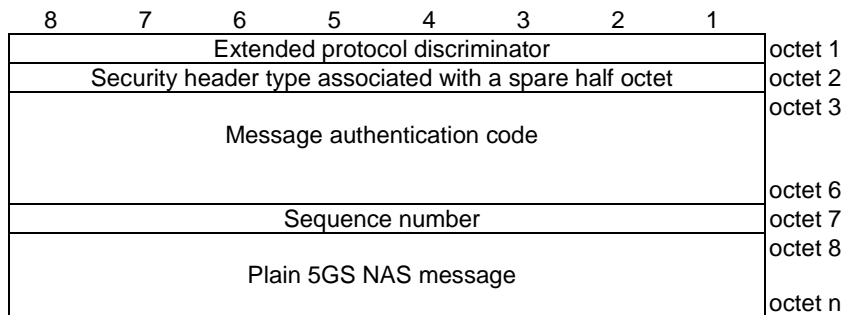 8 7 6 5 4 3 2 1
Extended protocol discriminator octet 1
Security header type associated with a spare half octet octet 2
octet 3
Message authentication code
octet 6
Sequence number octet 7
octet 8
Plain 5GS NAS message
octet n